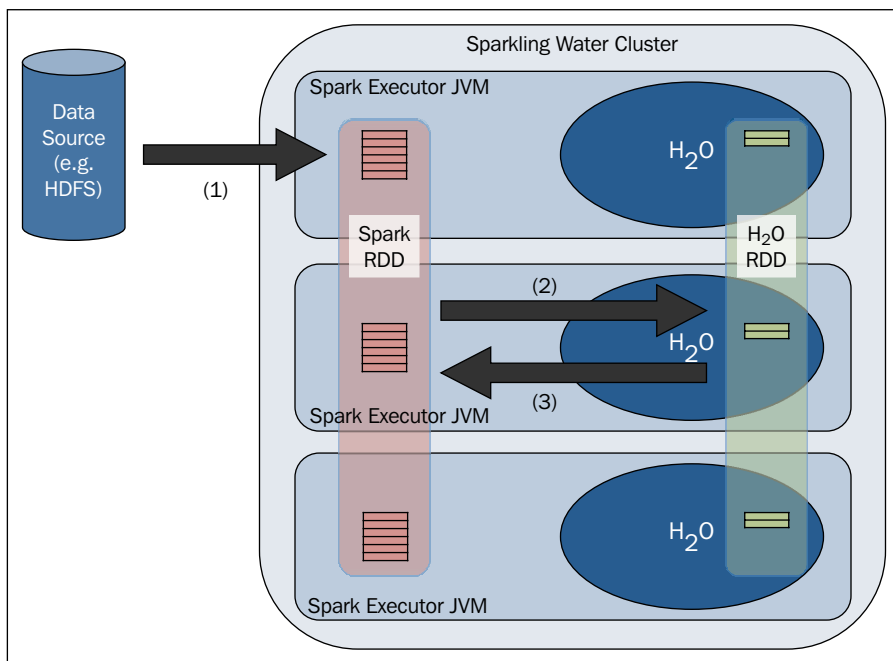 Sparkling Water Cluster
Data
Source
(e.g.
HDFS)
(1)
Spark Executor JVM
H₂O
Spark
RDD
H₂O
RDD
(2)
H₂O
(3)
Spark Executor JVM
H₂O
Spark Executor JVM